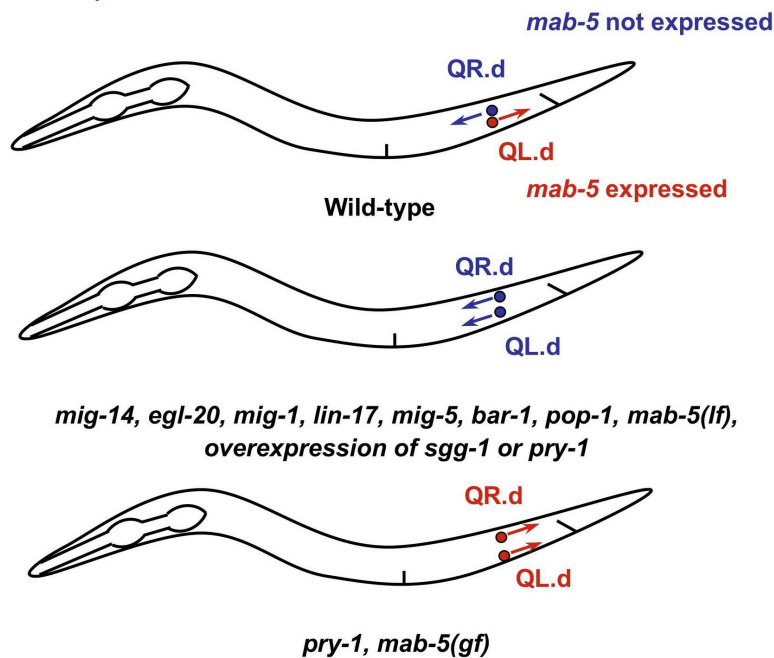 mab-5 not expressed
QR.d
QL.d
mab-5 expressed
Wild-type
QR.d
QL.d
mig-14, egl-20, mig-1, lin-17, mig-5, bar-1, pop-1, mab-5(lf),
overexpression of sgg-1 or pry-1
QR.d
QL.d
pry-1, mab-5(gf)